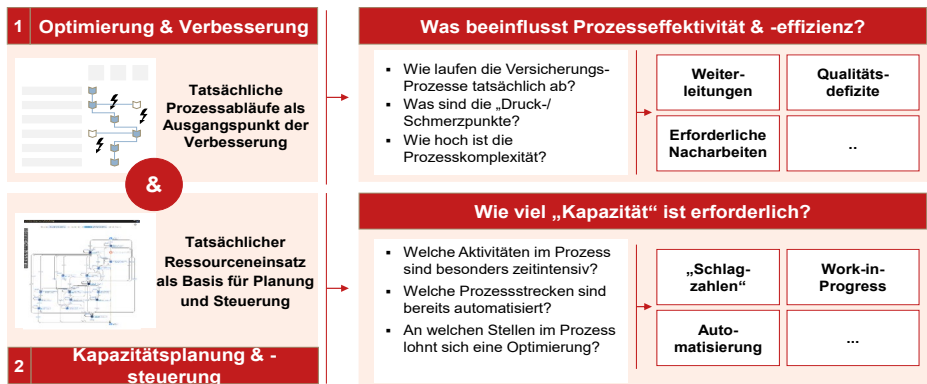 1 Optimierung & Verbesserung
Tatsächliche
Prozessabläufe als
Ausgangspunkt der
Verbesserung
&
Tatsächlicher
Ressourceneinsatz
als Basis für Planung
und Steuerung
2 Kapazitätsplanung & -
steuerung
Was beeinflusst Prozesseffektivität & -effizienz?
▪ Wie laufen die Versicherungs-
Prozesse tatsächlich ab?
▪ Was sind die „Druck-/
Schmerzpunkte?
▪ Wie hoch ist die
Prozesskomplexität?
Weiter-
leitungen
Qualitäts-
defizite
Erforderliche
Nacharbeiten
..
Wie viel „Kapazität“ ist erforderlich?
▪ Welche Aktivitäten im Prozess
sind besonders zeitintensiv?
▪ Welche Prozessstrecken sind
bereits automatisiert?
▪ An welchen Stellen im Prozess
lohnt sich eine Optimierung?
„Schlag-
zahlen“
Work-in-
Progress
Auto-
matisierung
...